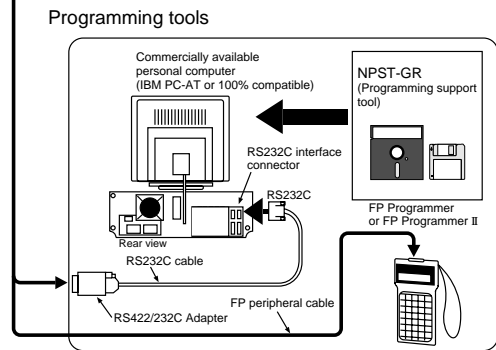 Programming tools
Commercially available
personal computer
(IBM PC-AT or 100% compatible)
NPST-GR
(Programming support
tool)
RS232C interface
connector
RS232C
FP Programmer
or FP Programmer Ⅱ
Rear view
RS232C cable
FP peripheral cable
RS422/232C Adapter